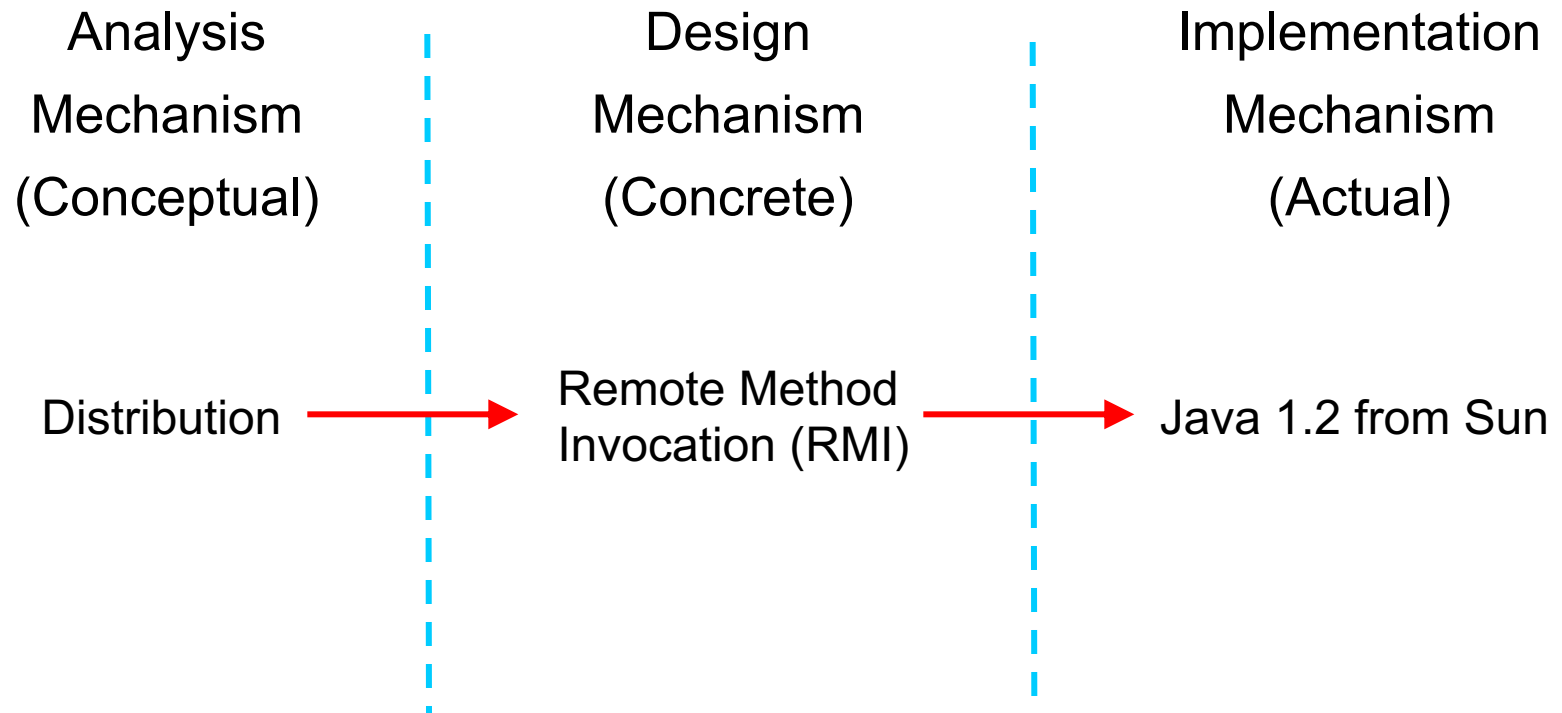 Analysis
Mechanism
(Conceptual)
Design
Mechanism
(Concrete)
Implementation
Mechanism
(Actual)
Distribution
Remote Method
Invocation (RMI)
Java 1.2 from Sun